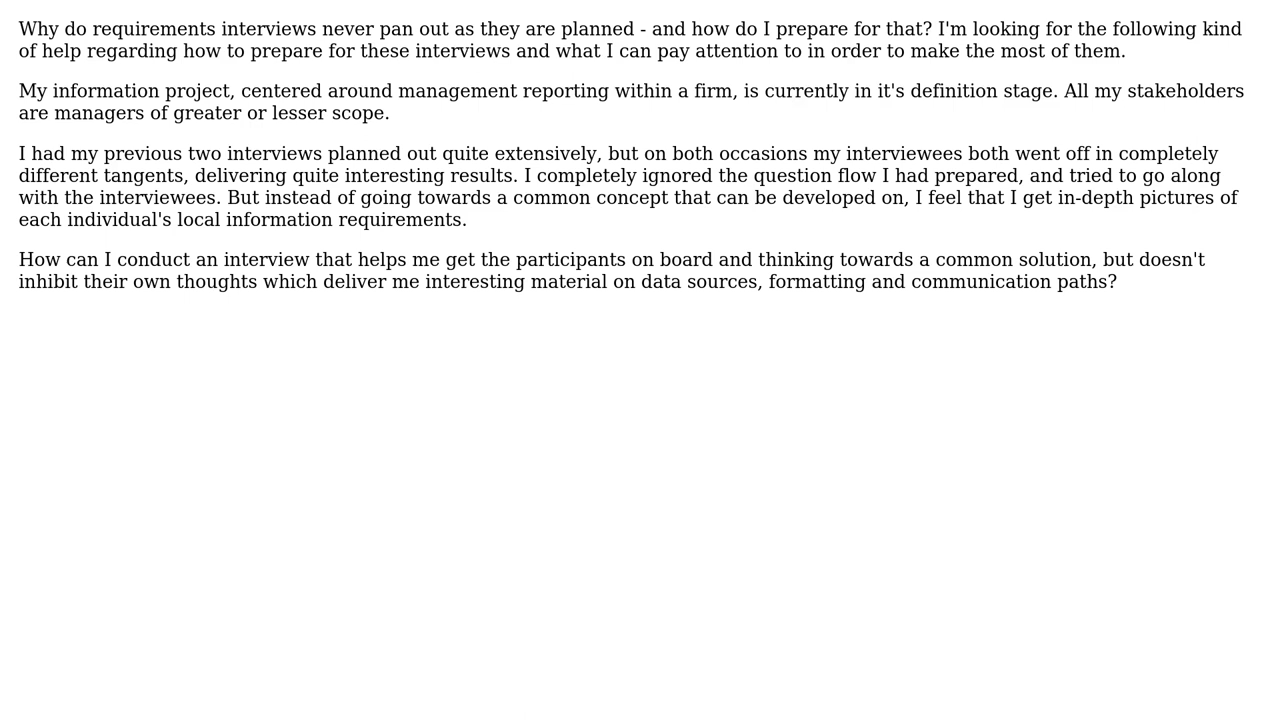 Why do requirements interviews never pan out as they are planned - and how do I prepare for that? I'm looking for the following kind
of help regarding how to prepare for these interviews and what I can pay attention to in order to make the most of them.
My information project, centered around management reporting within a firm, is currently in it's definition stage. All my stakeholders
are managers of greater or lesser scope.
I had my previous two interviews planned out quite extensively, but on both occasions my interviewees both went off in completely
different tangents, delivering quite interesting results. I completely ignored the question flow I had prepared, and tried to go along
with the interviewees. But instead of going towards a common concept that can be developed on, I feel that I get in-depth pictures of
each individual's local information requirements.
How can I conduct an interview that helps me get the participants on board and thinking towards a common solution, but doesn't
inhibit their own thoughts which deliver me interesting material on data sources, formatting and communication paths?